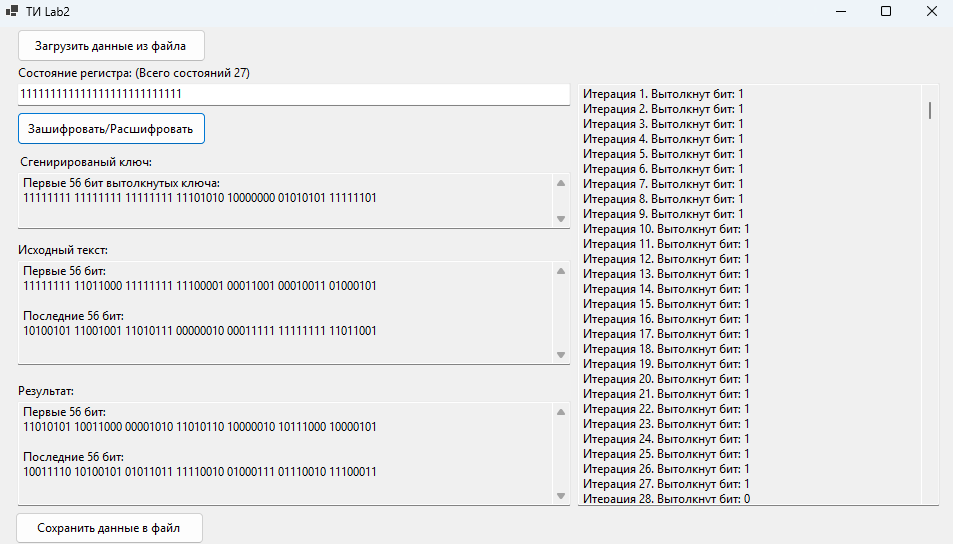 ТИ Lab2
Загрузить данные из файла
Состояние регистра: (Всего состояний 27)
111111111111111111111111111
Зашифровать/Расшифровать
Сгенирированый ключ:
Первые 56 бит вытолкнутых ключа:
11111111 11111111 11111111 11101010 10000000 01010101 11111101
Исходный текст:
Первые 56 бит:
11111111 11011000 11111111 11100001 00011001 00010011 01000101
Последние 56 бит:
10100101 11001001 11010111 00000010 00011111 11111111 11011001
Результат:
Первые 56 бит:
11010101 10011000 00001010 11010110 10000010 10111000 10000101
Последние 56 бит:
10011110 10100101 01011011 11110010 01000111 01110010 11100011
Сохранить данные в файл
Итерация 1. Вытолкнут бит: 1
Итерация 2. Вытолкнут бит: 1
Итерация 3. Вытолкнут бит: 1
Итерация 4. Вытолкнут бит: 1
Итерация 5. Вытолкнут бит: 1
Итерация 6. Вытолкнут бит: 1
Итерация 7. Вытолкнут бит: 1
Итерация 8. Вытолкнут бит: 1
Итерация 9. Вытолкнут бит: 1
Итерация 10. Вытолкнут бит: 1
Итерация 11. Вытолкнут бит: 1
Итерация 12. Вытолкнут бит: 1
Итерация 13. Вытолкнут бит: 1
Итерация 14. Вытолкнут бит: 1
Итерация 15. Вытолкнут бит: 1
Итерация 16. Вытолкнут бит: 1
Итерация 17. Вытолкнут бит: 1
Итерация 18. Вытолкнут бит: 1
Итерация 19. Вытолкнут бит: 1
Итерация 20. Вытолкнут бит: 1
Итерация 21. Вытолкнут бит: 1
Итерация 22. Вытолкнут бит: 1
Итерация 23. Вытолкнут бит: 1
Итерация 24. Вытолкнут бит: 1
Итерация 25. Вытолкнут бит: 1
Итерация 26. Вытолкнут бит: 1
Итерация 27. Вытолкнут бит: 1
Итерация 28. Вытолкнут бит: 0